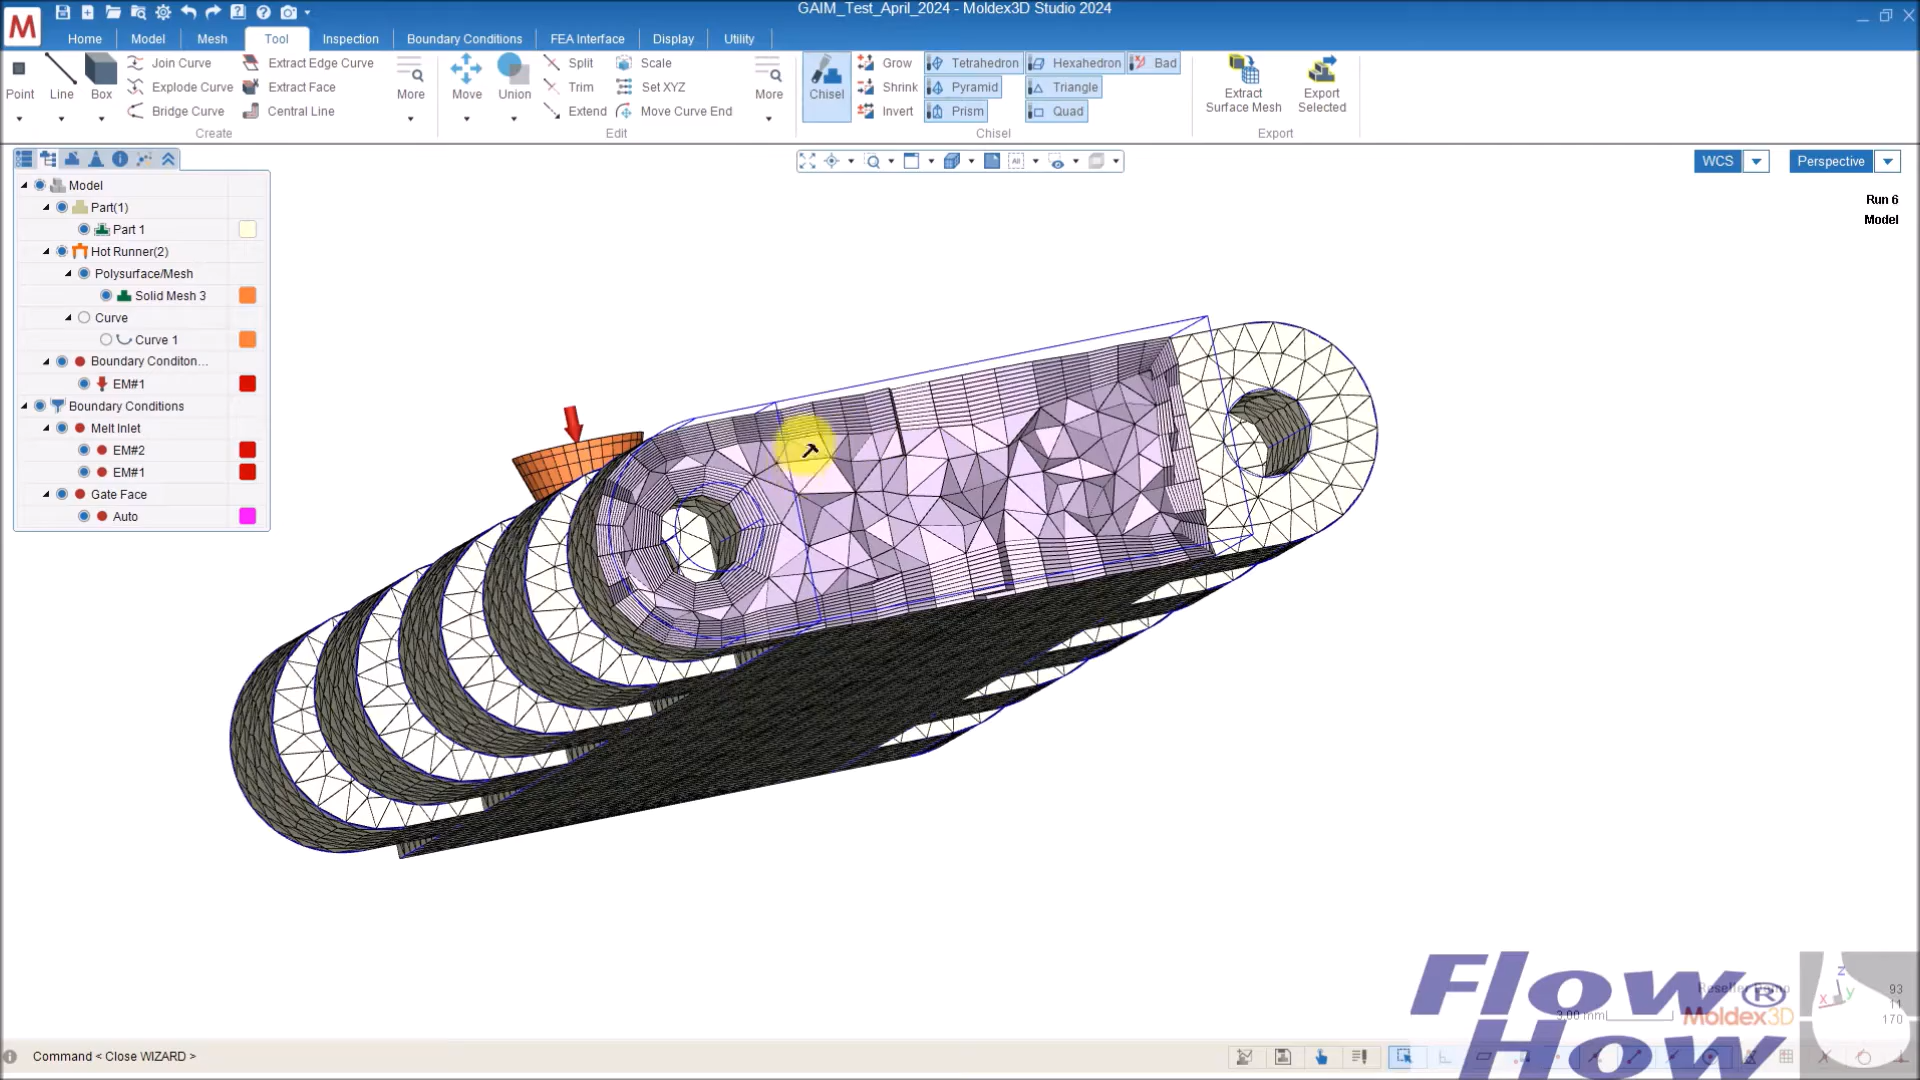 GAIM_Test_April_2024 - Moldex3D Studio 2024
Home Model Mesh Tool Inspection Boundary Conditions FEA Interface Display Utility
Point
Line
Box
Join Curve
Explode Curve
Bridge Curve
Extract Edge Curve
Extract Face
Central Line
More
Create
Move
Union
Split
Trim
Extend
Scale
Set XYZ
Move Curve End
More
Edit
Chisel
Grow
Shrink
Invert
Tetrahedron
Pyramid
Prism
Hexahedron
Triangle
Quad
Bad
Chisel
Extract
Surface Mesh
Export
Selected
Export
WCS
Perspective
Run 6
Model
Model
Part(1)
Part 1
Hot Runner(2)
Polysurface/Mesh
Solid Mesh 3
Curve
Curve 1
Boundary Conditon...
EM#1
Boundary Conditions
Melt Inlet
EM#2
EM#1
Gate Face
Auto
Flow®
How
Reseller Demo
Moldex3D
3.00 mm
Z
X
Y
93
11
170
Command < Close WIZARD >